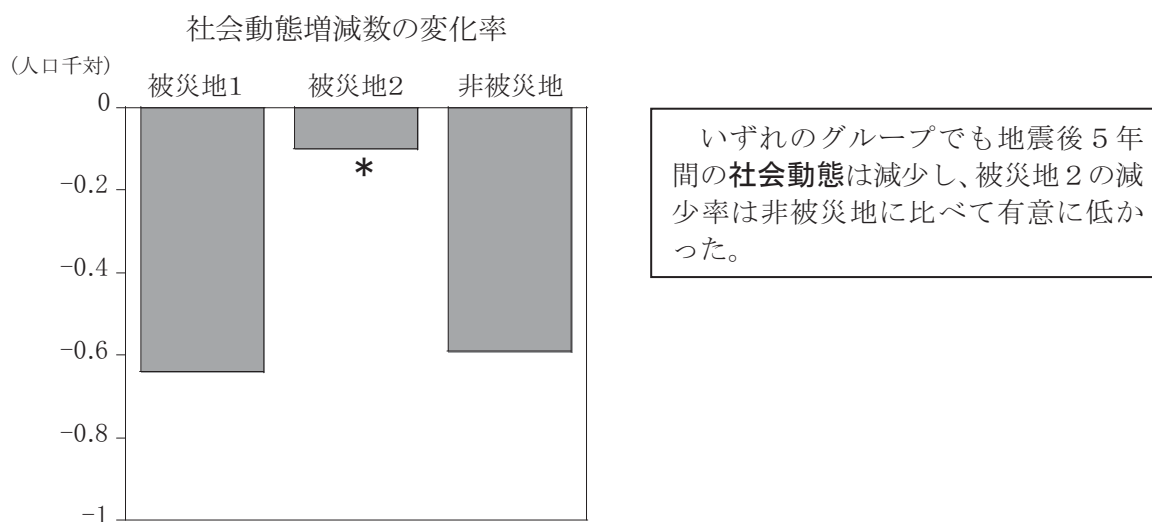 社会動態増減数の変化率
(人口千対)
被災地1 被災地2 非被災地
0
-0.2
-0.4
-0.6
-0.8
-1
*
いずれのグループでも地震後5年
間の社会動態は減少し、被災地2の減
少率は非被災地に比べて有意に低か
った。